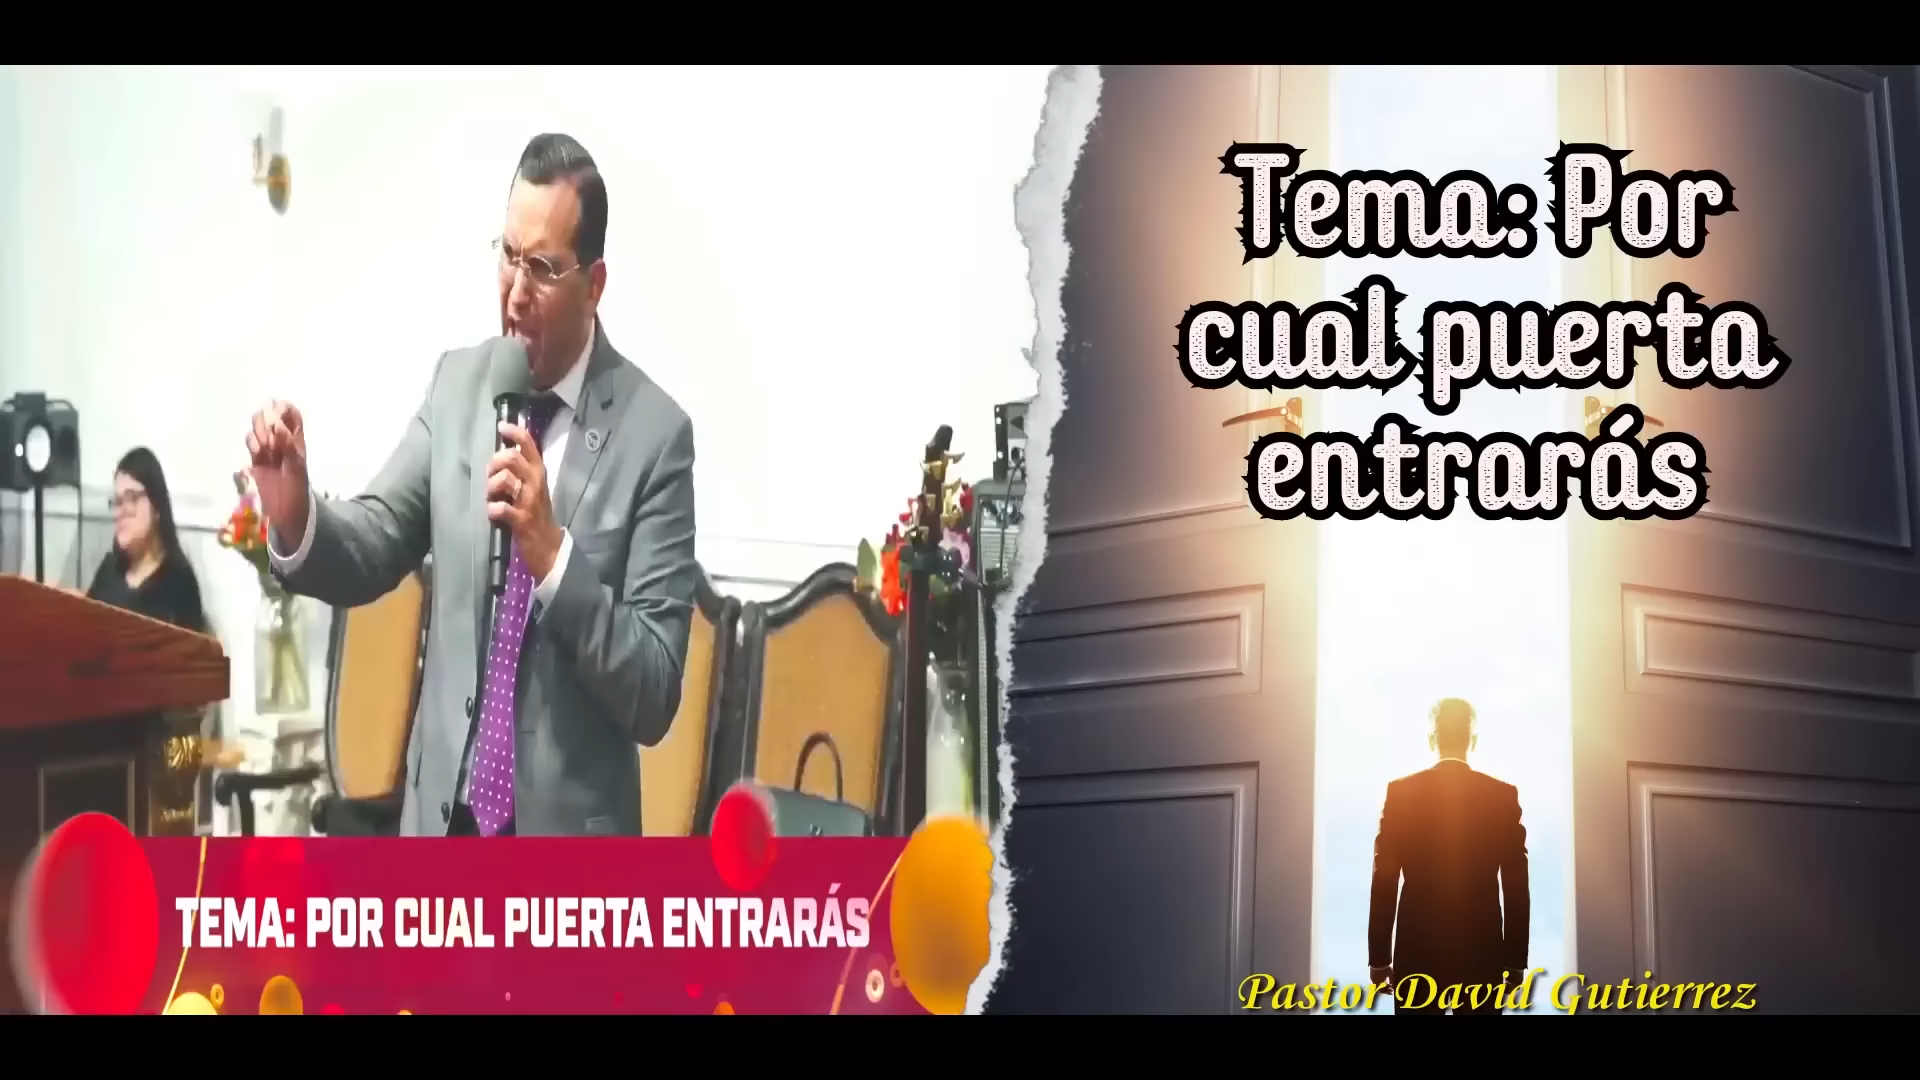 TEMA: POR CUAL PUERTA ENTRARÁS
Tema: Por
cual puerta
entrarás
Pastor David Gutierrez